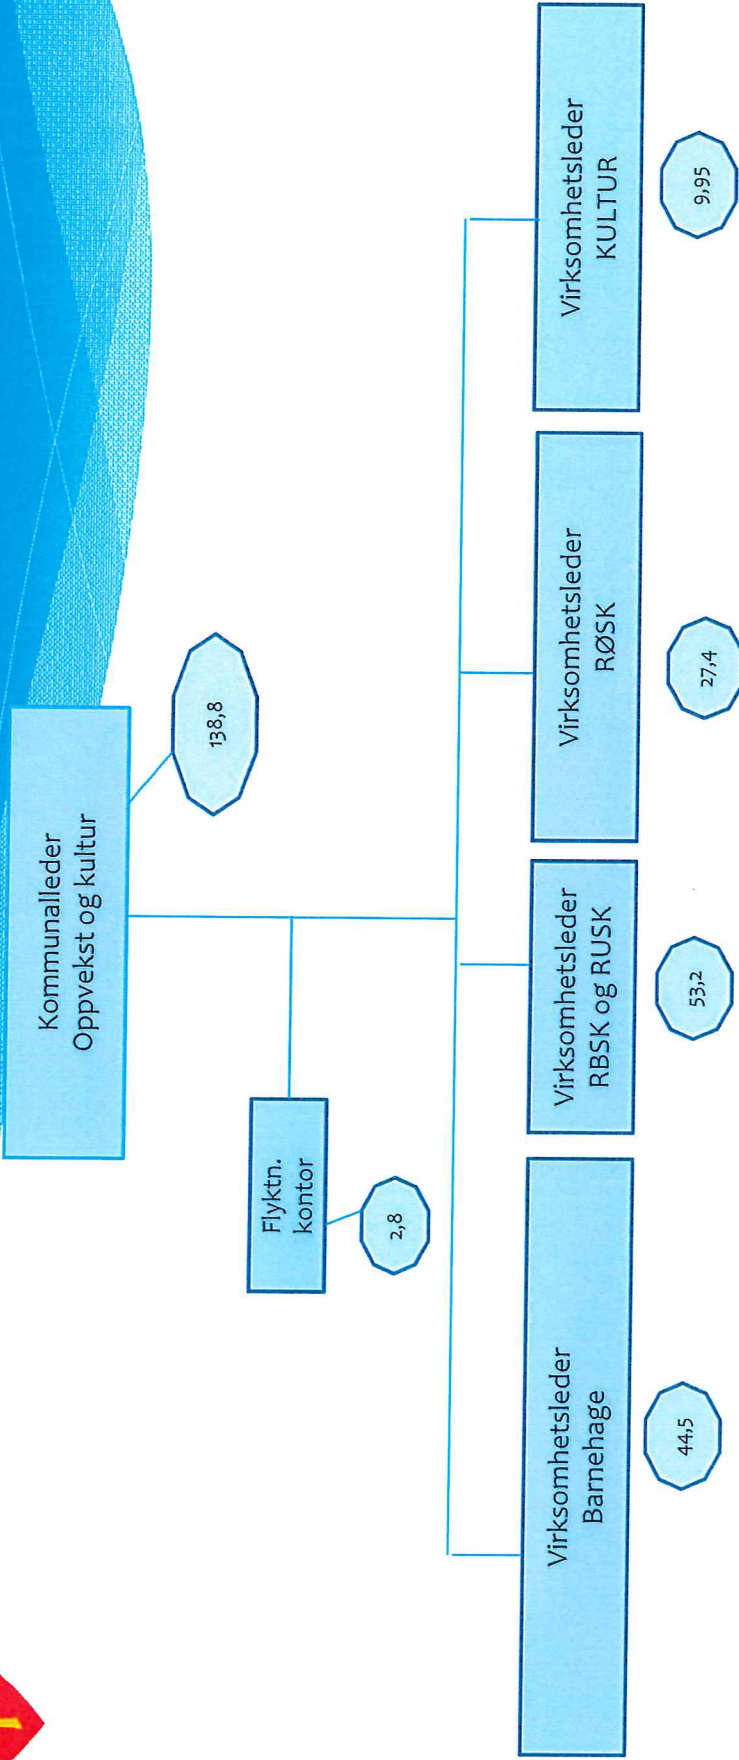 Kommunalleder
Oppvekst og kultur
138,8
Flyktn.
kontor
2,8
Virksomhetsleder
Barnehage
44,5
Virksomhetsleder
RBSK og RUSK
53,2
Virksomhetsleder
RØSK
27,4
Virksomhetsleder
KULTUR
9,95